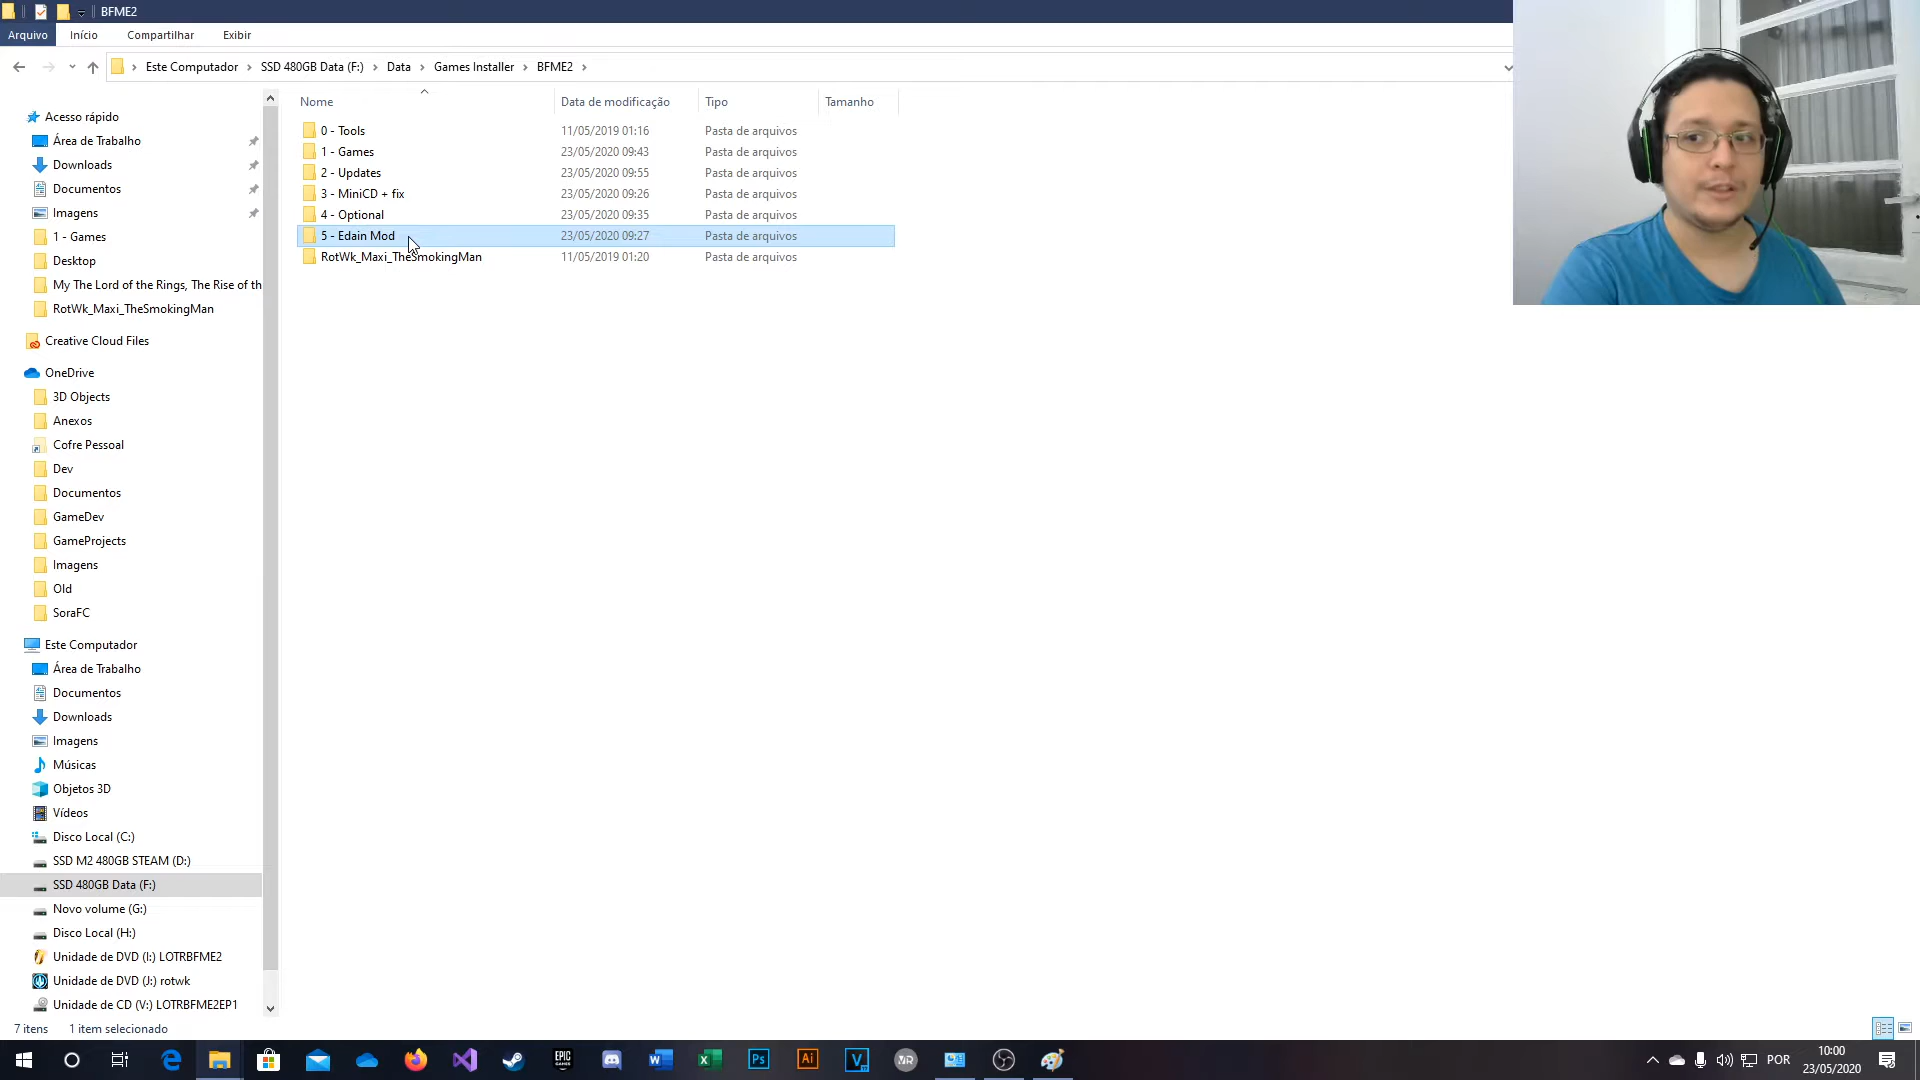 BFME2
Arquivo Início Compartilhar Exibir
Este Computador SSD 480GB Data (F:) Data Games Installer BFME2
Nome Data de modificação Tipo Tamanho
0 - Tools 11/05/2019 01:16 Pasta de arquivos
1 - Games 23/05/2020 09:43 Pasta de arquivos
2 - Updates 23/05/2020 09:55 Pasta de arquivos
3 - MiniCD + fix 23/05/2020 09:26 Pasta de arquivos
4 - Optional 23/05/2020 09:35 Pasta de arquivos
5 - Edain Mod 23/05/2020 09:27 Pasta de arquivos
RotWk_Maxi_TheSmokingMan 11/05/2019 01:20 Pasta de arquivos
Acesso rápido
Área de Trabalho
Downloads
Documentos
Imagens
1 - Games
Desktop
My The Lord of the Rings, The Rise of th
RotWk_Maxi_TheSmokingMan
Creative Cloud Files
OneDrive
3D Objects
Anexos
Cofre Pessoal
Dev
Documentos
GameDev
GameProjects
Imagens
Old
SoraFC
Este Computador
Área de Trabalho
Documentos
Downloads
Imagens
Músicas
Objetos 3D
Vídeos
Disco Local (C:)
SSD M2 480GB STEAM (D:)
SSD 480GB Data (F:)
Novo volume (G:)
Disco Local (H:)
Unidade de DVD (I:) LOTRBFME2
Unidade de DVD (J:) rotwk
Unidade de CD (V:) LOTRBFME2EP1
7 itens 1 item selecionado
EPIC GAMES Ps Ai V POR 10:00
23/05/2020